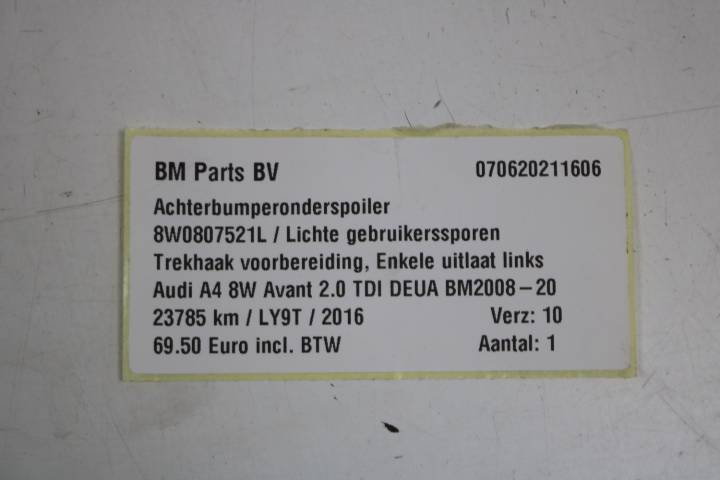 BM Parts BV 070620211606
Achterbumperonderspoiler
8W0807521L / Lichte gebruikerssporen
Trekhaak voorbereiding, Enkele uitlaat links
Audi A4 8W Avant 2.0 TDI DEUA BM2008-20
23785 km / LY9T / 2016 Verz: 10
69.50 Euro incl. BTW Aantal: 1